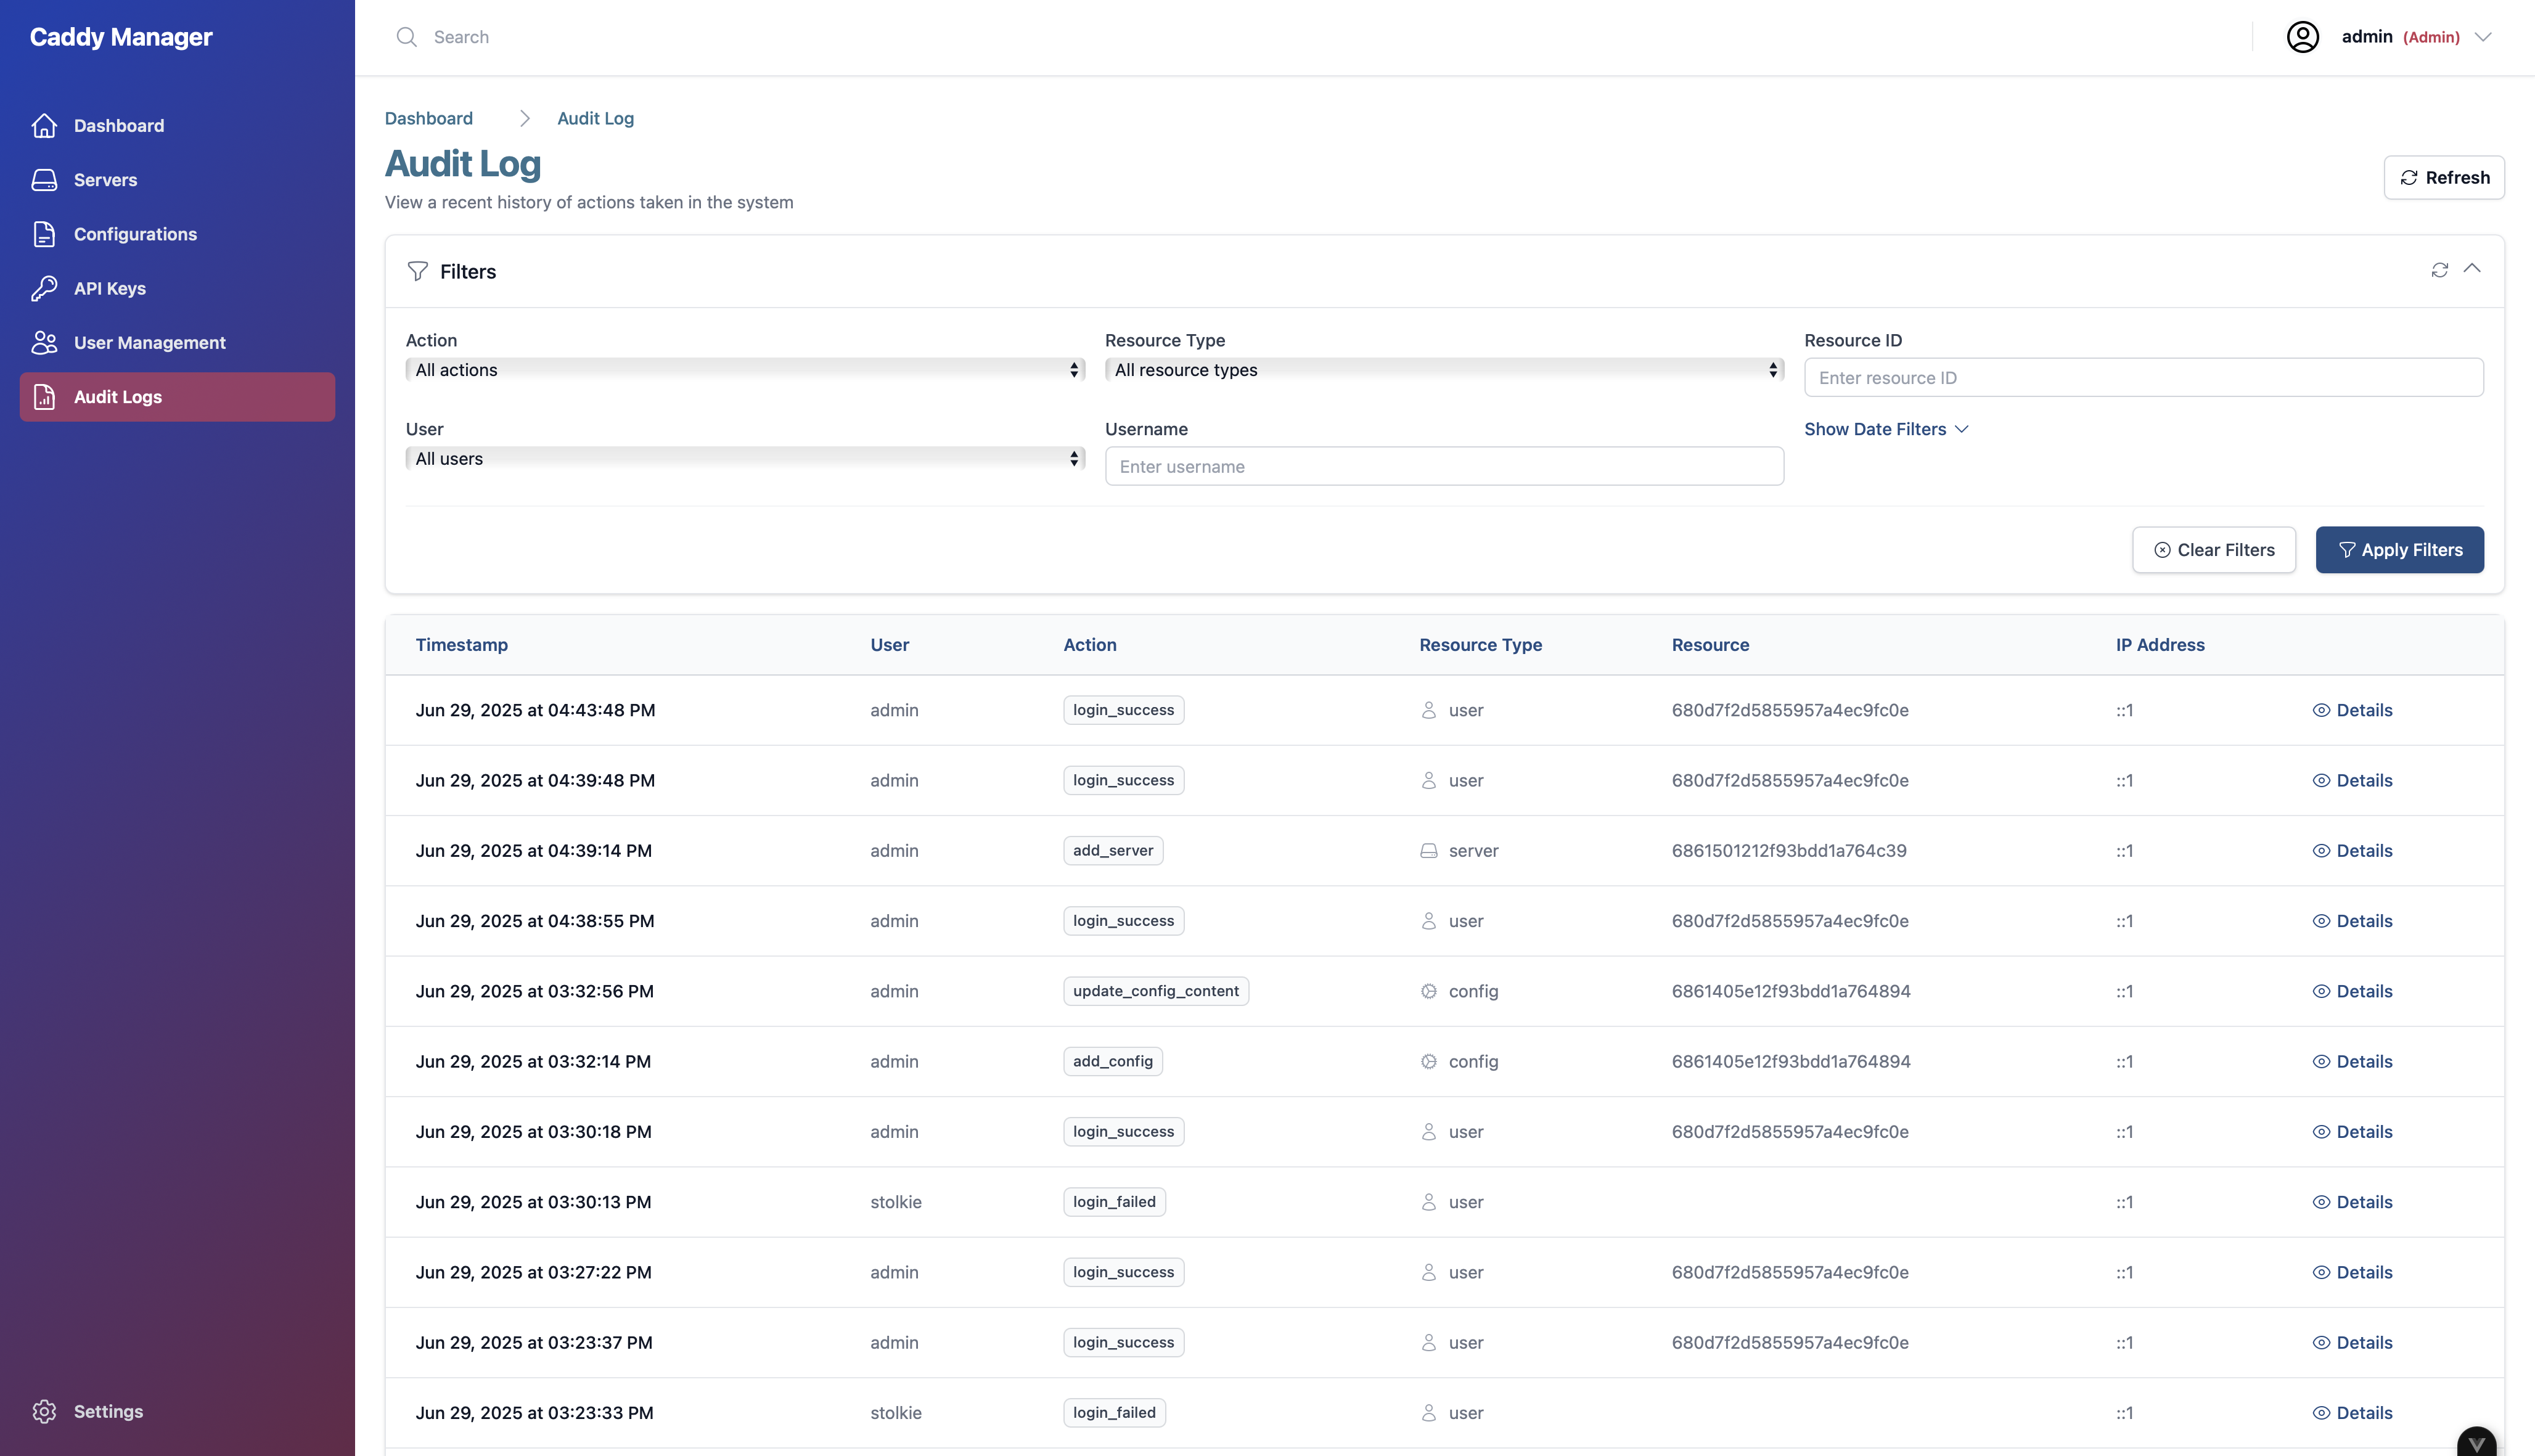 Caddy Manager
Dashboard
Servers
Configurations
API Keys
User Management
Audit Logs
Settings
Search
admin (Admin)
Dashboard > Audit Log
Audit Log
View a recent history of actions taken in the system
Refresh
Filters
Action Resource Type Resource ID
All actions All resource types Enter resource ID
User Username Show Date Filters
All users Enter username
Clear Filters Apply Filters
Timestamp User Action Resource Type Resource IP Address
Jun 29, 2025 at 04:43:48 PM admin login_success user 680d7f2d5855957a4ec9fc0e ::1 Details
Jun 29, 2025 at 04:39:48 PM admin login_success user 680d7f2d5855957a4ec9fc0e ::1 Details
Jun 29, 2025 at 04:39:14 PM admin add_server server 6861501212f93bdd1a764c39 ::1 Details
Jun 29, 2025 at 04:38:55 PM admin login_success user 680d7f2d5855957a4ec9fc0e ::1 Details
Jun 29, 2025 at 03:32:56 PM admin update_config_content config 6861405e12f93bdd1a764894 ::1 Details
Jun 29, 2025 at 03:32:14 PM admin add_config config 6861405e12f93bdd1a764894 ::1 Details
Jun 29, 2025 at 03:30:18 PM admin login_success user 680d7f2d5855957a4ec9fc0e ::1 Details
Jun 29, 2025 at 03:30:13 PM stolkie login_failed user ::1 Details
Jun 29, 2025 at 03:27:22 PM admin login_success user 680d7f2d5855957a4ec9fc0e ::1 Details
Jun 29, 2025 at 03:23:37 PM admin login_success user 680d7f2d5855957a4ec9fc0e ::1 Details
Jun 29, 2025 at 03:23:33 PM stolkie login_failed user ::1 Details